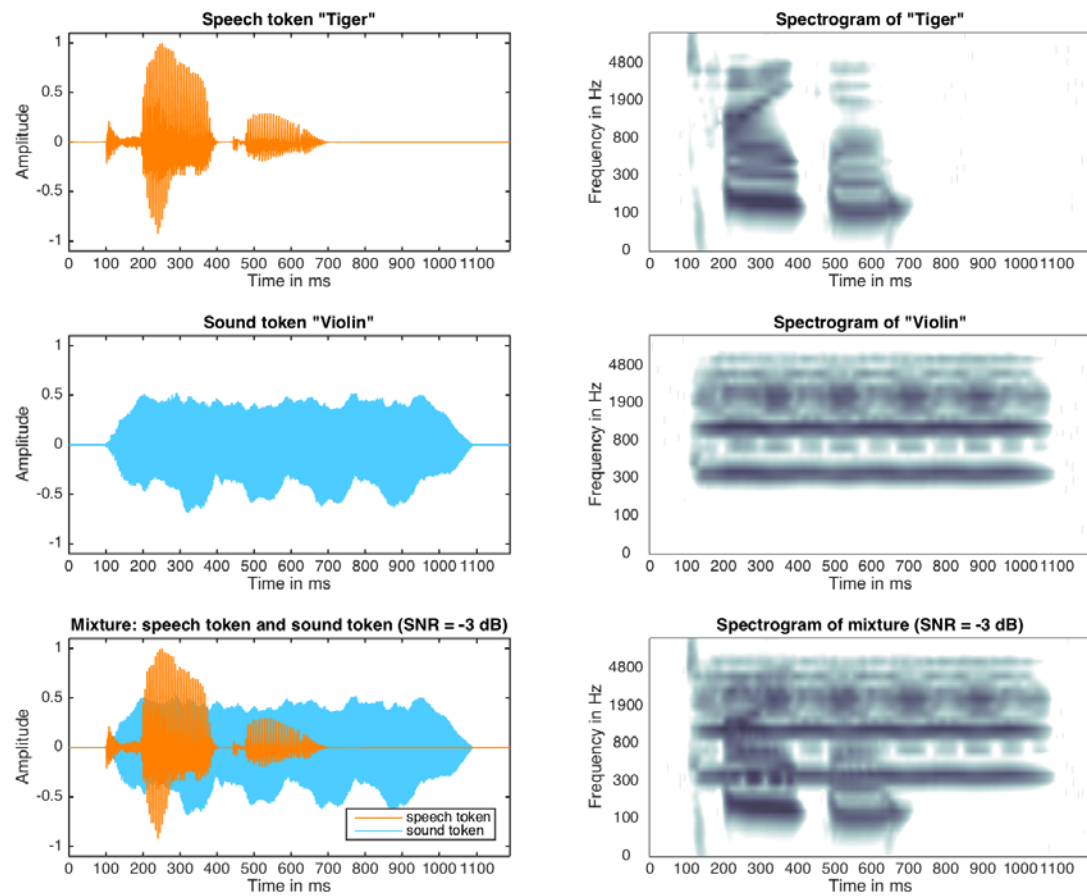 Speech token "Tiger"
1
0.5
0
-0.5
-1
Amplitude
0 100 200 300 400 500 600 700 800 900 1000 1100
Time in ms
Spectrogram of "Tiger"
4800
1900
800
300
100
0
Frequency in Hz
0 100 200 300 400 500 600 700 800 900 1000 1100
Time in ms
Sound token "Violin"
1
0.5
0
-0.5
-1
Amplitude
0 100 200 300 400 500 600 700 800 900 1000 1100
Time in ms
Spectrogram of "Violin"
4800
1900
800
300
100
0
Frequency in Hz
0 100 200 300 400 500 600 700 800 900 1000 1100
Time in ms
Mixture: speech token and sound token (SNR = -3 dB)
1
0.5
0
-0.5
-1
Amplitude
speech token
sound token
0 100 200 300 400 500 600 700 800 900 1000 1100
Time in ms
Spectrogram of mixture (SNR = -3 dB)
4800
1900
800
300
100
0
Frequency in Hz
0 100 200 300 400 500 600 700 800 900 1000 1100
Time in ms